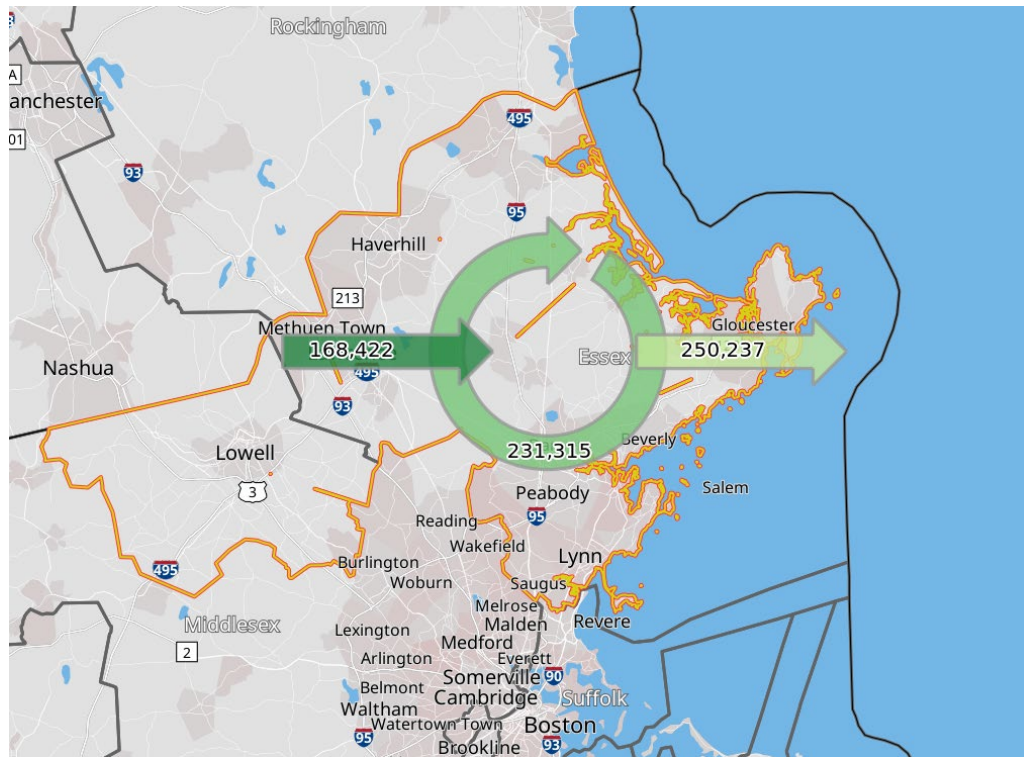 Rockingham
A
anchester
495
01
93
95
Haverhill
213
Methuen Town
Gloucester
168,422
Essex
250,237
Nashua
495
93
Beverly
231,315
Lowell
3
Peabody
Salem
95
Reading
Wakefield
Lynn
Burlington
495
Woburn
Saugus
Melrose
Malden
Revere
Middlesex
Lexington
Medford
2
Arlington
Everett
Somerville
90
Belmont
Cambridge
Suffolk
Waltham
Watertown Town
Boston
95
Brookline
93